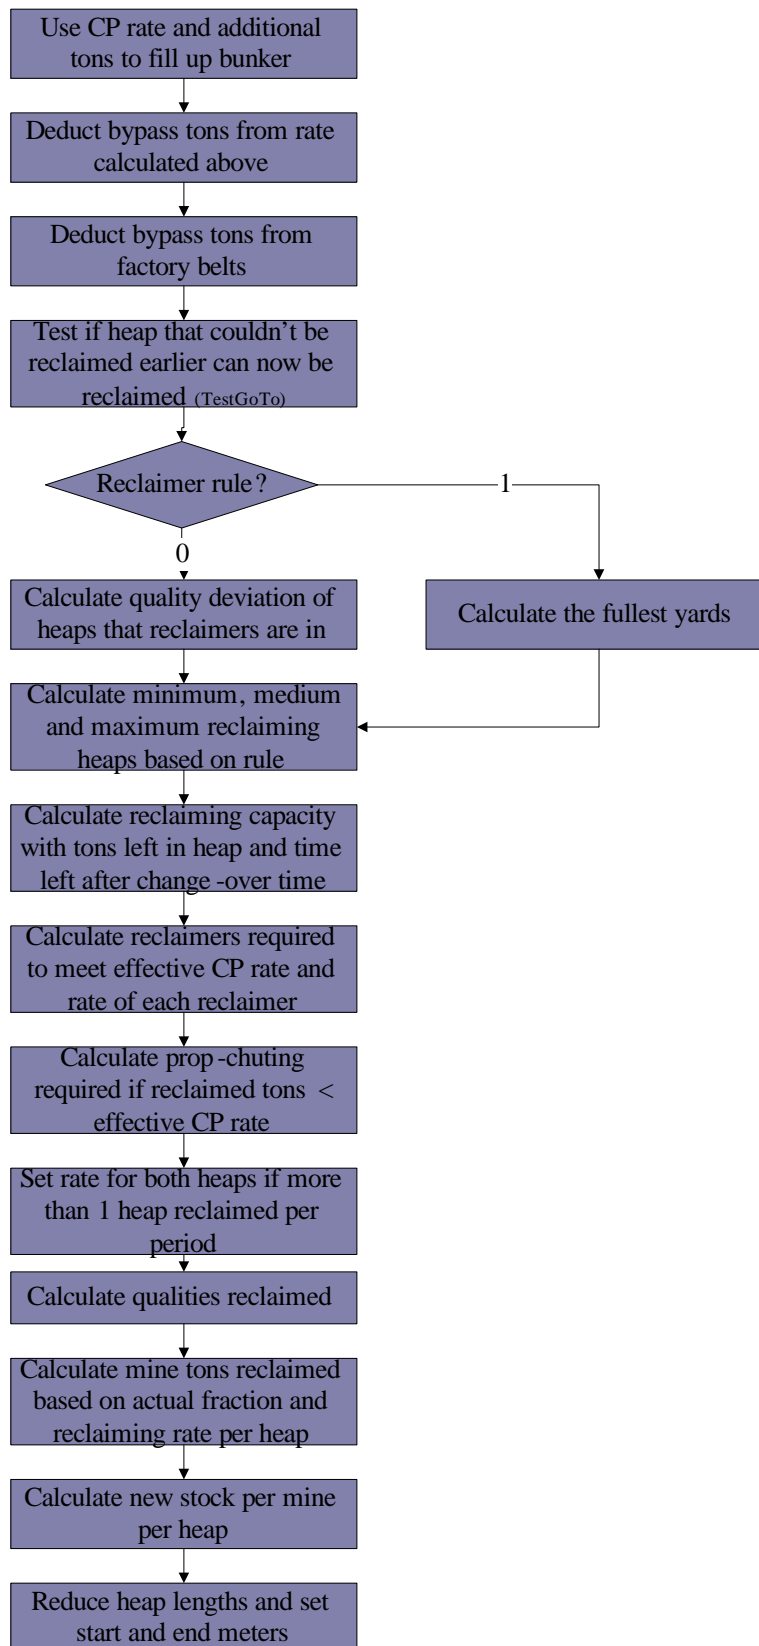 Use CP rate and additional
tons to fill up bunker
Deduct bypass tons from rate
calculated above
Deduct bypass tons from
factory belts
Test if heap that couldn't be
reclaimed earlier can now be
reclaimed (TestGoTo)
Reclaimer rule?
1
0
Calculate quality deviation of
heaps that reclaimers are in
Calculate the fullest yards
Calculate minimum, medium
and maximum reclaiming
heaps based on rule
Calculate reclaiming capacity
with tons left in heap and time
left after change-over time
Calculate reclaimers required
to meet effective CP rate and
rate of each reclaimer
Calculate prop-chuting
required if reclaimed tons <
effective CP rate
Set rate for both heaps if more
than 1 heap reclaimed per
period
Calculate qualities reclaimed
Calculate mine tons reclaimed
based on actual fraction and
reclaiming rate per heap
Calculate new stock per mine
per heap
Reduce heap lengths and set
start and end meters